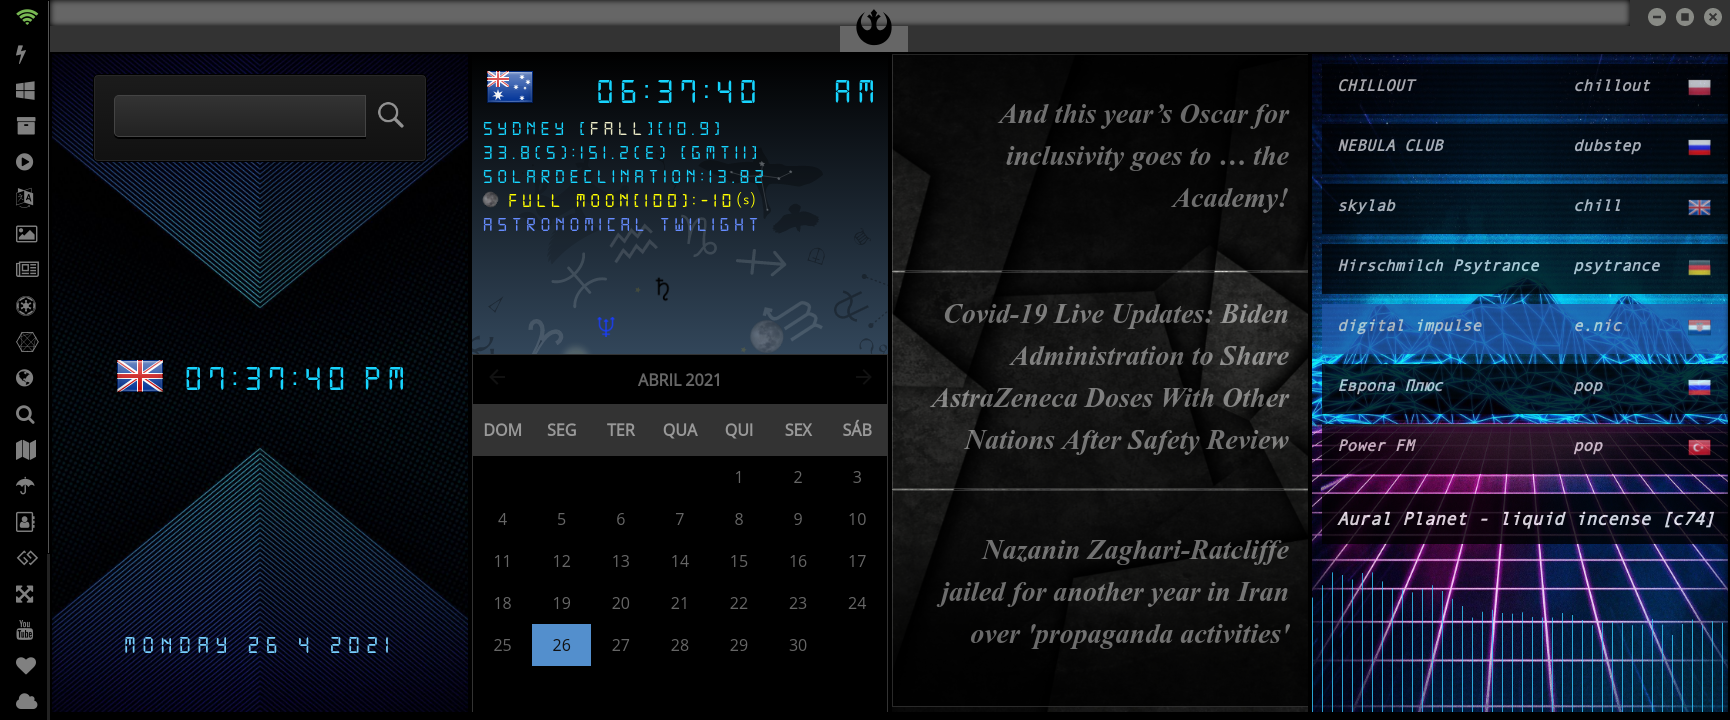 07:37:40 PM
MONDAY 26 4 2021
06:37:40 AM
SYDNEY [FALL](10.9)
33.8(S):151.2(E) [GMT11]
SOLARDECLINATION:13.82
FULL MOON(100):-10(s)
ASTRONOMICAL TWILIGHT
ABRIL 2021
DOM SEG TER QUA QUI SEX SÁB
1 2 3
4 5 6 7 8 9 10
11 12 13 14 15 16 17
18 19 20 21 22 23 24
25 26 27 28 29 30
And this year’s Oscar for
inclusivity goes to … the
Academy!
Covid-19 Live Updates: Biden
Administration to Share
AstraZeneca Doses With Other
Nations After Safety Review
Nazanin Zaghari-Ratcliffe
jailed for another year in Iran
over 'propaganda activities'
CHILLOUT chillout
NEBULA CLUB dubstep
skylab chill
Hirschmilch Psytrance psytrance
digital impulse e.nic
Европа Плюс pop
Power FM pop
Aural Planet - liquid incense [c74]
You
Tube